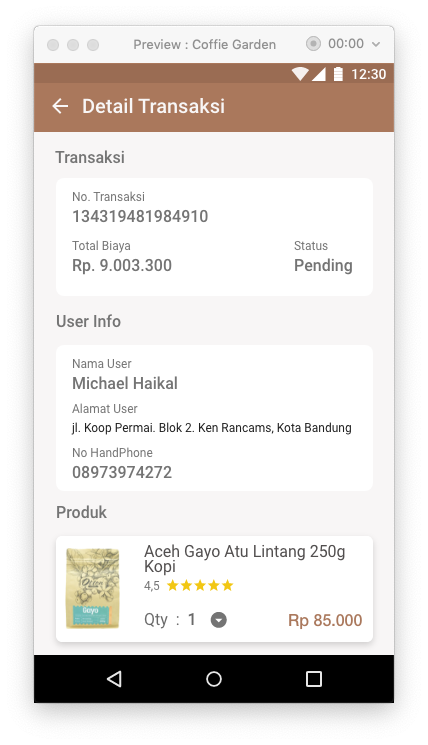 Preview : Coffie Garden
00:00
12:30
Detail Transaksi
Transaksi
No. Transaksi
134319481984910
Total Biaya
Status
Rp. 9.003.300
Pending
User Info
Nama User
Michael Haikal
Alamat User
jl. Koop Permai. Blok 2. Ken Rancams, Kota Bandung
No HandPhone
08973974272
Produk
Aceh Gayo Atu Lintang 250g
Kopi
4,5
Qty : 1
Rp 85.000
Gayo